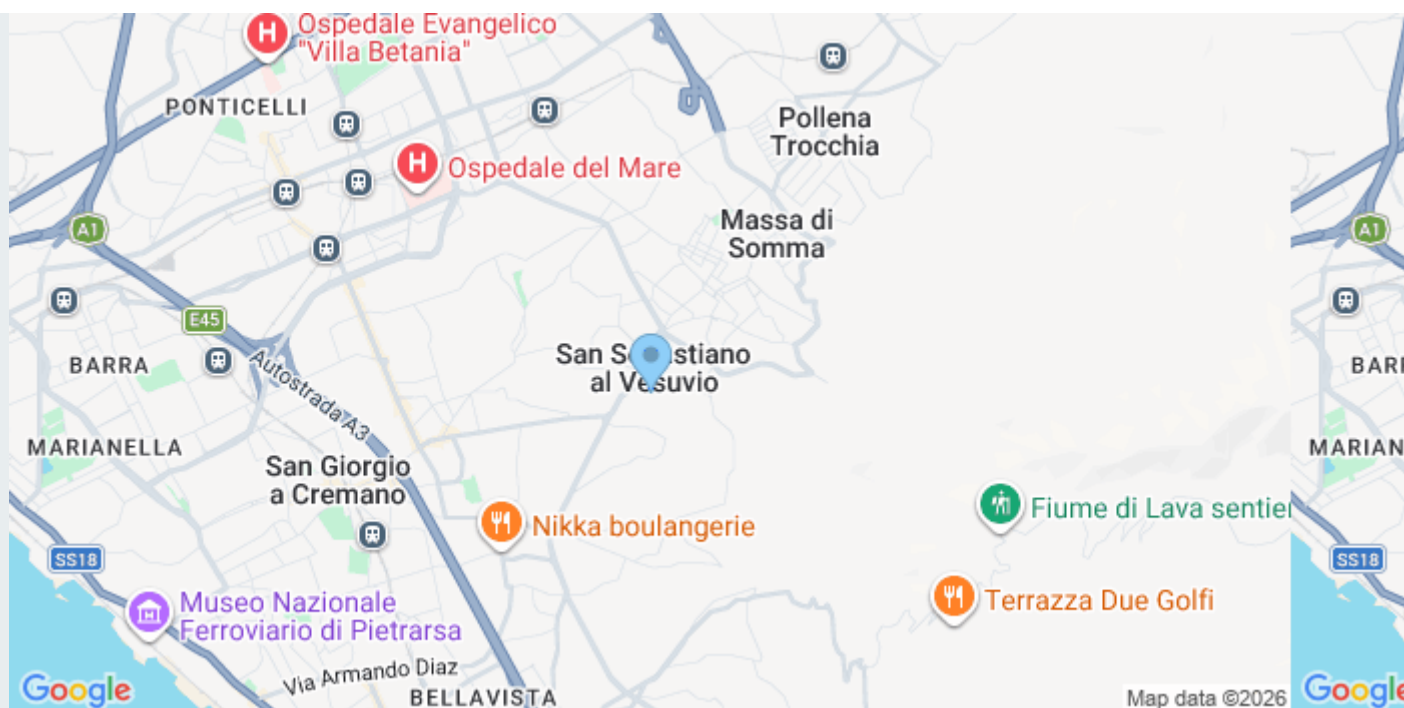 Ospedale Evangelico
"Villa Betania"
PONTICELLI
Pollena
Trocchia
Ospedale del Mare
Massa di
Somma
A1
A1
E45
BARRA
Autostrada A3
San Sebastiano
al Vesuvio
BARR
MARIANELLA
MARIAN
San Giorgio
a Cremano
Nikka boulangerie
Fiume di Lava sentier
SS18
SS18
Museo Nazionale
Ferroviario di Pietrarsa
Terrazza Due Golfi
Via Armando Diaz
BELLAVISTA
Google
Map data ©2026
Google